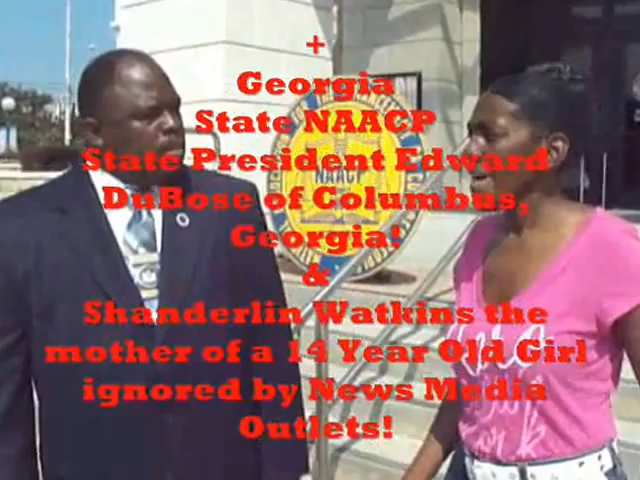 +
Georgia
State NAACP
State President Edward
DuBose of Columbus,
Georgia!
&
Shanderlin Watkins the
mother of a 14 Year Old Girl
ignored by News Media
Outlets!
NAACP